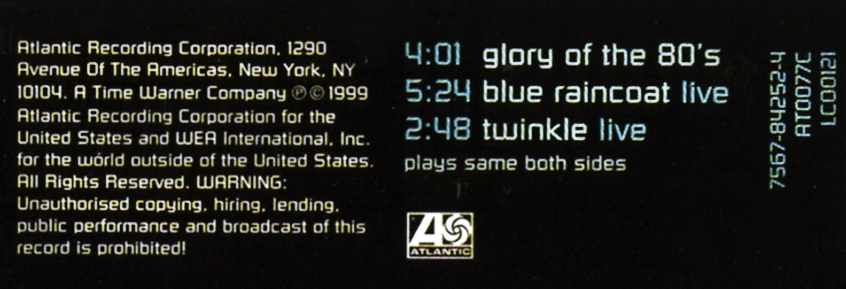 Atlantic Recording Corporation, 1290
Avenue Of The Americas, New York, NY
10104. A Time Warner Company ℗ © 1999
Atlantic Recording Corporation for the
United States and WEA International, Inc.
for the wórld outside of the United States.
All Rights Reserved. WARNING:
Unauthorised copying, hiring, lending,
public performance and broadcast of this
record is prohibited!
4:01 glory of the 80's
5:24 blue raincoat live
2:48 twinkle live
plays same both sides
ATLANTIC
7567-84252-4
AT0077C
LC00121